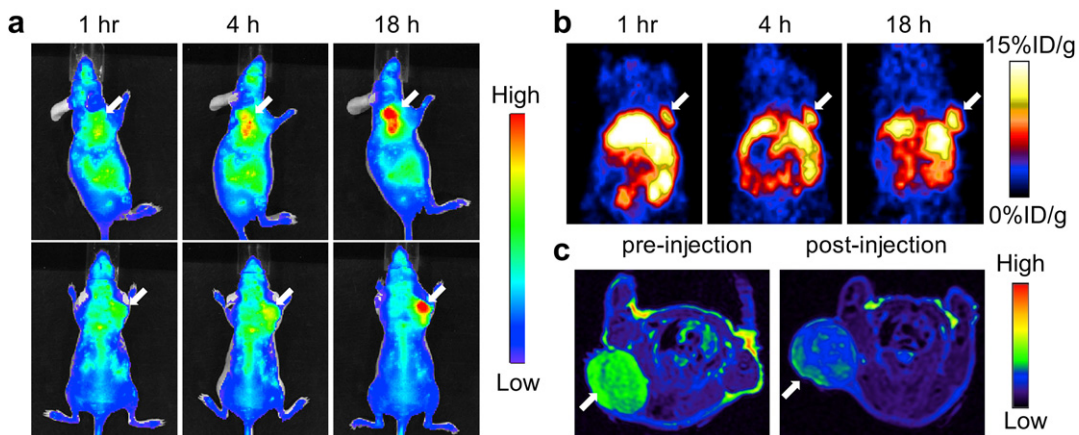 a
1 hr
4 h
18 h
High
Low
b
1 hr
4 h
18 h
15%ID/g
0%ID/g
c
pre-injection
post-injection
High
Low